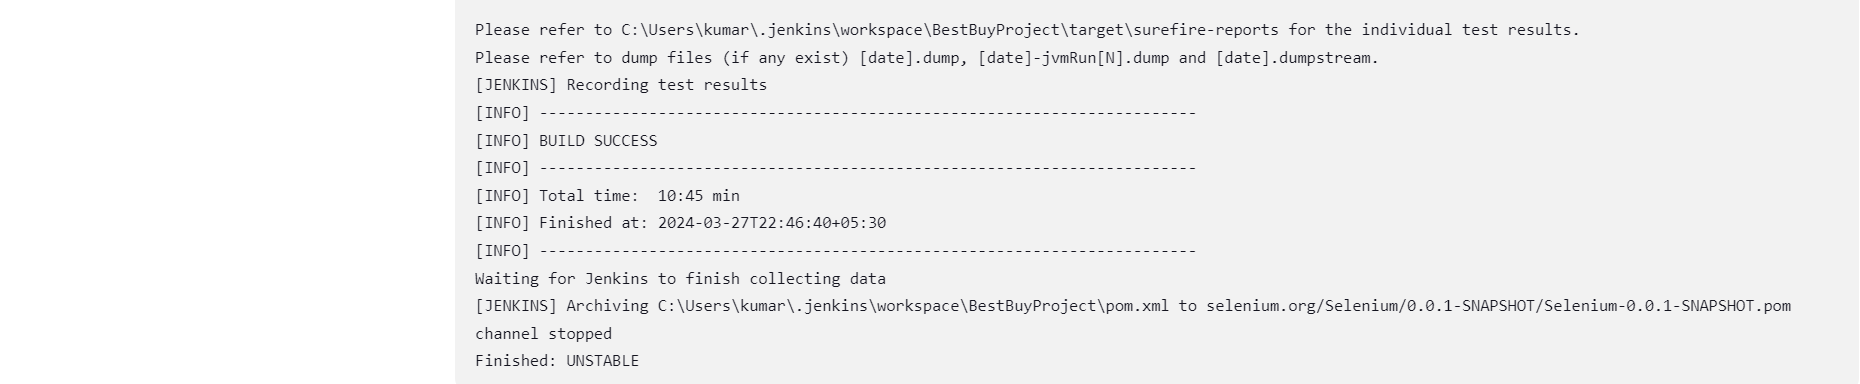 Please refer to C:\Users\kumar\.jenkins\workspace\BestBuyProject\target\surefire-reports for the individual test results.
Please refer to dump files (if any exist) [date].dump, [date]-jvmRun[N].dump and [date].dumpstream.
[JENKINS] Recording test results
[INFO] ------------------------------------------------------------------------
[INFO] BUILD SUCCESS
[INFO] ------------------------------------------------------------------------
[INFO] Total time:  10:45 min
[INFO] Finished at: 2024-03-27T22:46:40+05:30
[INFO] ------------------------------------------------------------------------
Waiting for Jenkins to finish collecting data
[JENKINS] Archiving C:\Users\kumar\.jenkins\workspace\BestBuyProject\pom.xml to selenium.org/Selenium/0.0.1-SNAPSHOT/Selenium-0.0.1-SNAPSHOT.pom
channel stopped
Finished: UNSTABLE